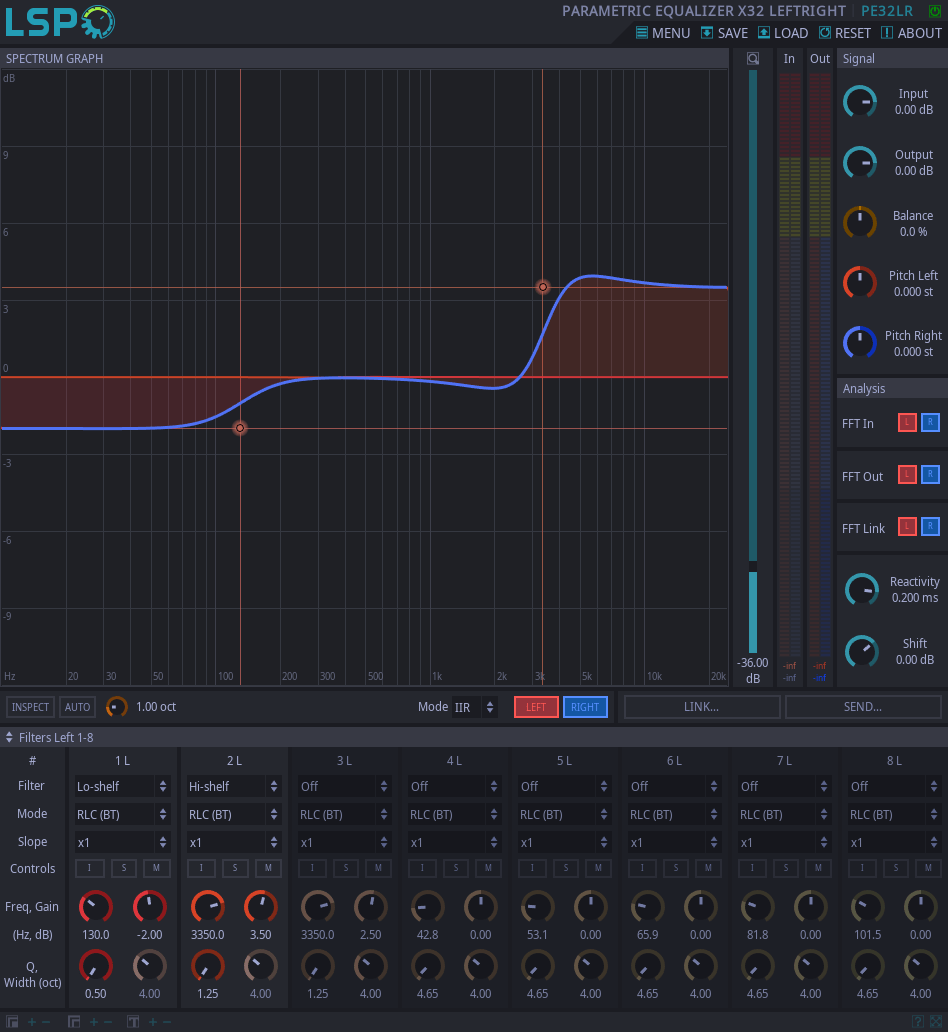 LSP
PARAMETRIC EQUALIZER X32 LEFTRIGHT PE32LR
MENU SAVE LOAD RESET ABOUT
SPECTRUM GRAPH
dB
9
6
3
0
-3
-6
-9
Hz 20 30 50 100 200 300 500 1k 2k 3k 5k 10k 20k
-36.00
dB
In Out
-inf -inf
-inf -inf
Signal
Input
0.00 dB
Output
0.00 dB
Balance
0.0 %
Pitch Left
0.000 st
Pitch Right
0.000 st
Analysis
FFT In L R
FFT Out L R
FFT Link L R
Reactivity
0.200 ms
Shift
0.00 dB
INSPECT AUTO 1.00 oct Mode IIR LEFT RIGHT LINK... SEND...
Filters Left 1-8
# 1 L 2 L 3 L 4 L 5 L 6 L 7 L 8 L
Filter Lo-shelf Hi-shelf Off Off Off Off Off Off
Mode RLC (BT) RLC (BT) RLC (BT) RLC (BT) RLC (BT) RLC (BT) RLC (BT) RLC (BT)
Slope x1 x1 x1 x1 x1 x1 x1 x1
Controls I S M I S M I S M I S M I S M I S M I S M I S M
Freq, Gain
(Hz, dB) 130.0 -2.00 3350.0 3.50 3350.0 2.50 42.8 0.00 53.1 0.00 65.9 0.00 81.8 0.00 101.5 0.00
Q,
Width (oct)
0.50 4.00 1.25 4.00 1.25 4.00 4.65 4.00 4.65 4.00 4.65 4.00 4.65 4.00 4.65 4.00